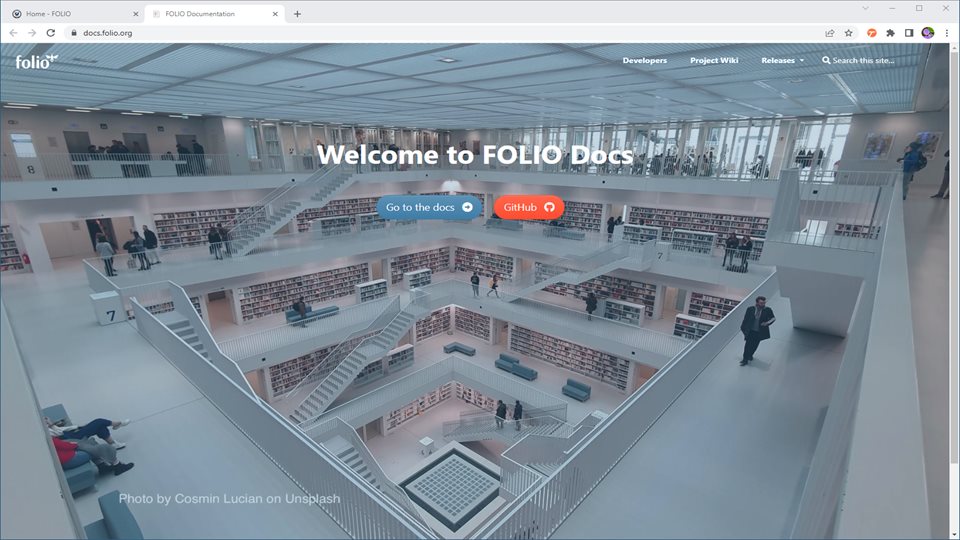 Home - FOLIO
FOLIO Documentation
docs.folio.org
folio
Developers
Project Wiki
Releases
Search this site...
8
Welcome to FOLIO Docs
Go to the docs
GitHub
7
7
Photo by Cosmin Lucian on Unsplash